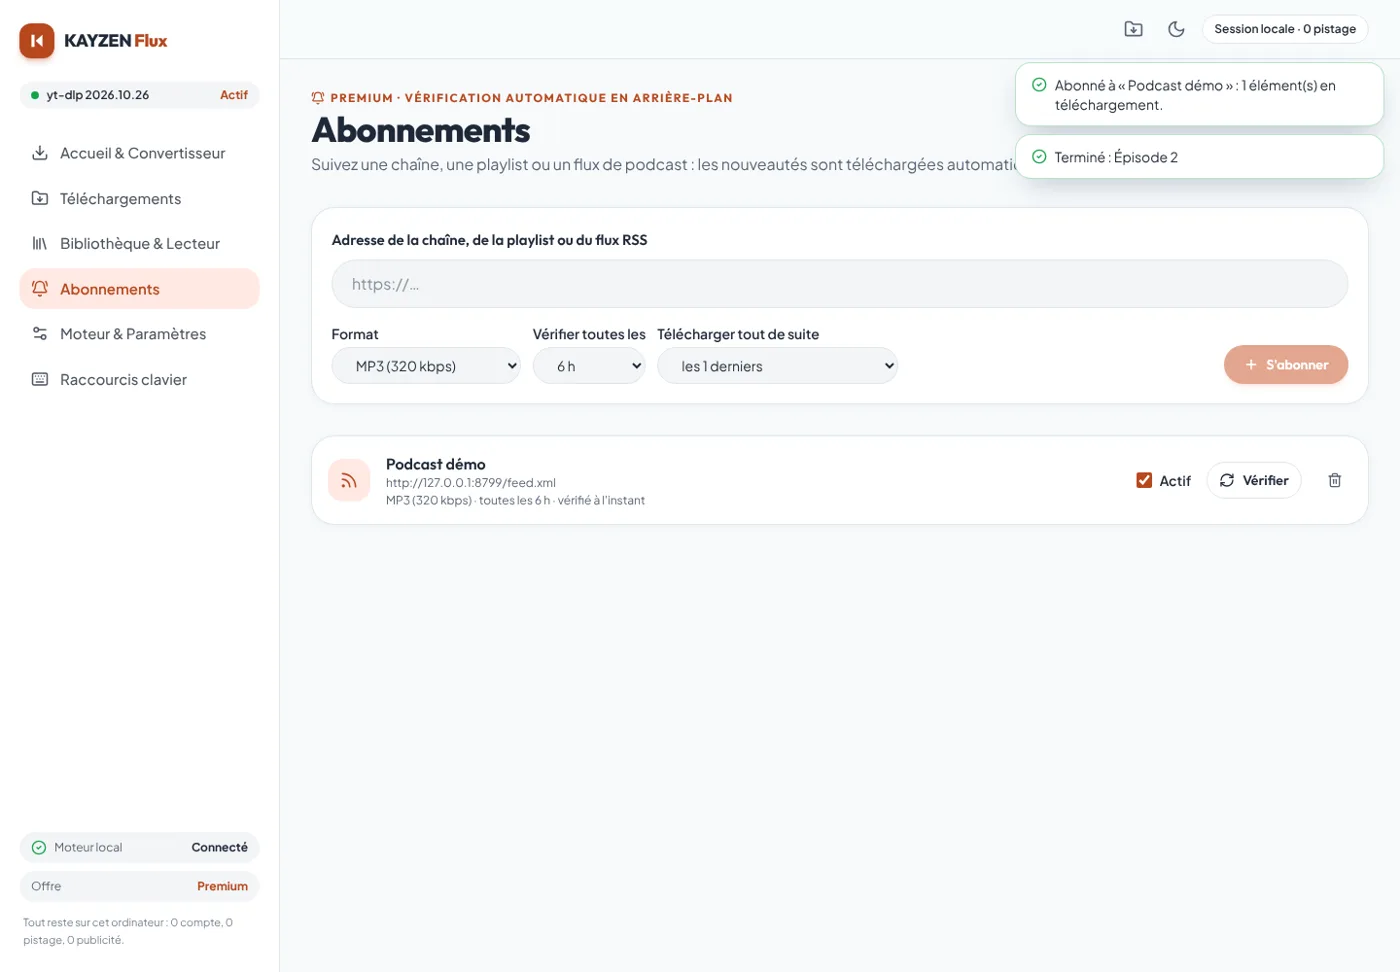 KAYZEN Flux
yt-dlp 2026.10.26 Actif
Accueil & Convertisseur
Téléchargements
Bibliothèque & Lecteur
Abonnements
Moteur & Paramètres
Raccourcis clavier
Moteur local Connecté
Offre Premium
Tout reste sur cet ordinateur : 0 compte, 0
pistage, 0 publicité.
Session locale · 0 pistage
Abonné à « Podcast démo » : 1 élément(s) en
téléchargement.
Terminé : Épisode 2
PREMIUM · VÉRIFICATION AUTOMATIQUE EN ARRIÈRE-PLAN
Abonnements
Suivez une chaîne, une playlist ou un flux de podcast : les nouveautés sont téléchargées
Adresse de la chaîne, de la playlist ou du flux RSS
https://…
Format Vérifier toutes les Télécharger tout de suite
MP3 (320 kbps) 6 h les 1 derniers
+ S'abonner
Podcast démo
http://127.0.0.1:8799/feed.xml
MP3 (320 kbps) · toutes les 6 h · vérifié à l'instant
Actif Vérifier